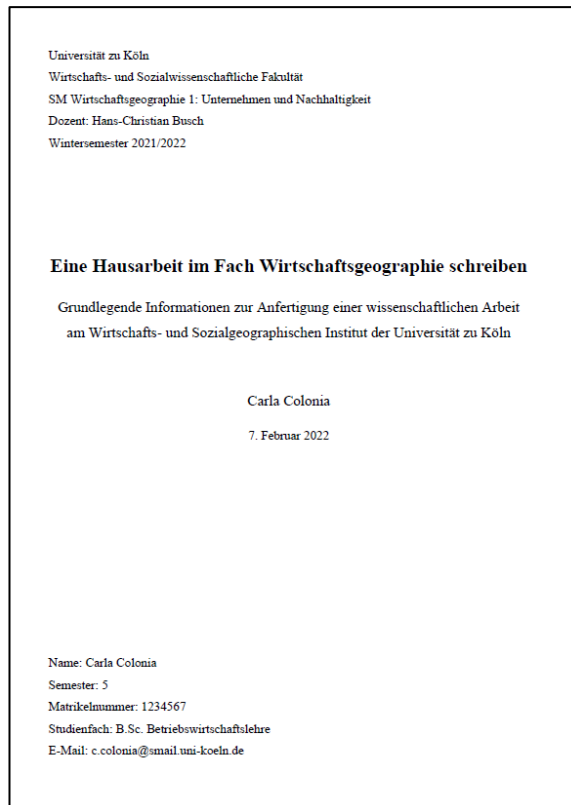 Universität zu Köln
Wirtschafts- und Sozialwissenschaftliche Fakultät
SM Wirtschaftsgeographie 1: Unternehmen und Nachhaltigkeit
Dozent: Hans-Christian Busch
Wintersemester 2021/2022
Eine Hausarbeit im Fach Wirtschaftsgeographie schreiben
Grundlegende Informationen zur Anfertigung einer wissenschaftlichen Arbeit
am Wirtschafts- und Sozialgeographischen Institut der Universität zu Köln
Carla Colonia
7. Februar 2022
Name: Carla Colonia
Semester: 5
Matrikelnummer: 1234567
Studienfach: B.Sc. Betriebswirtschaftslehre
E-Mail: c.colonia@smail.uni-koeln.de